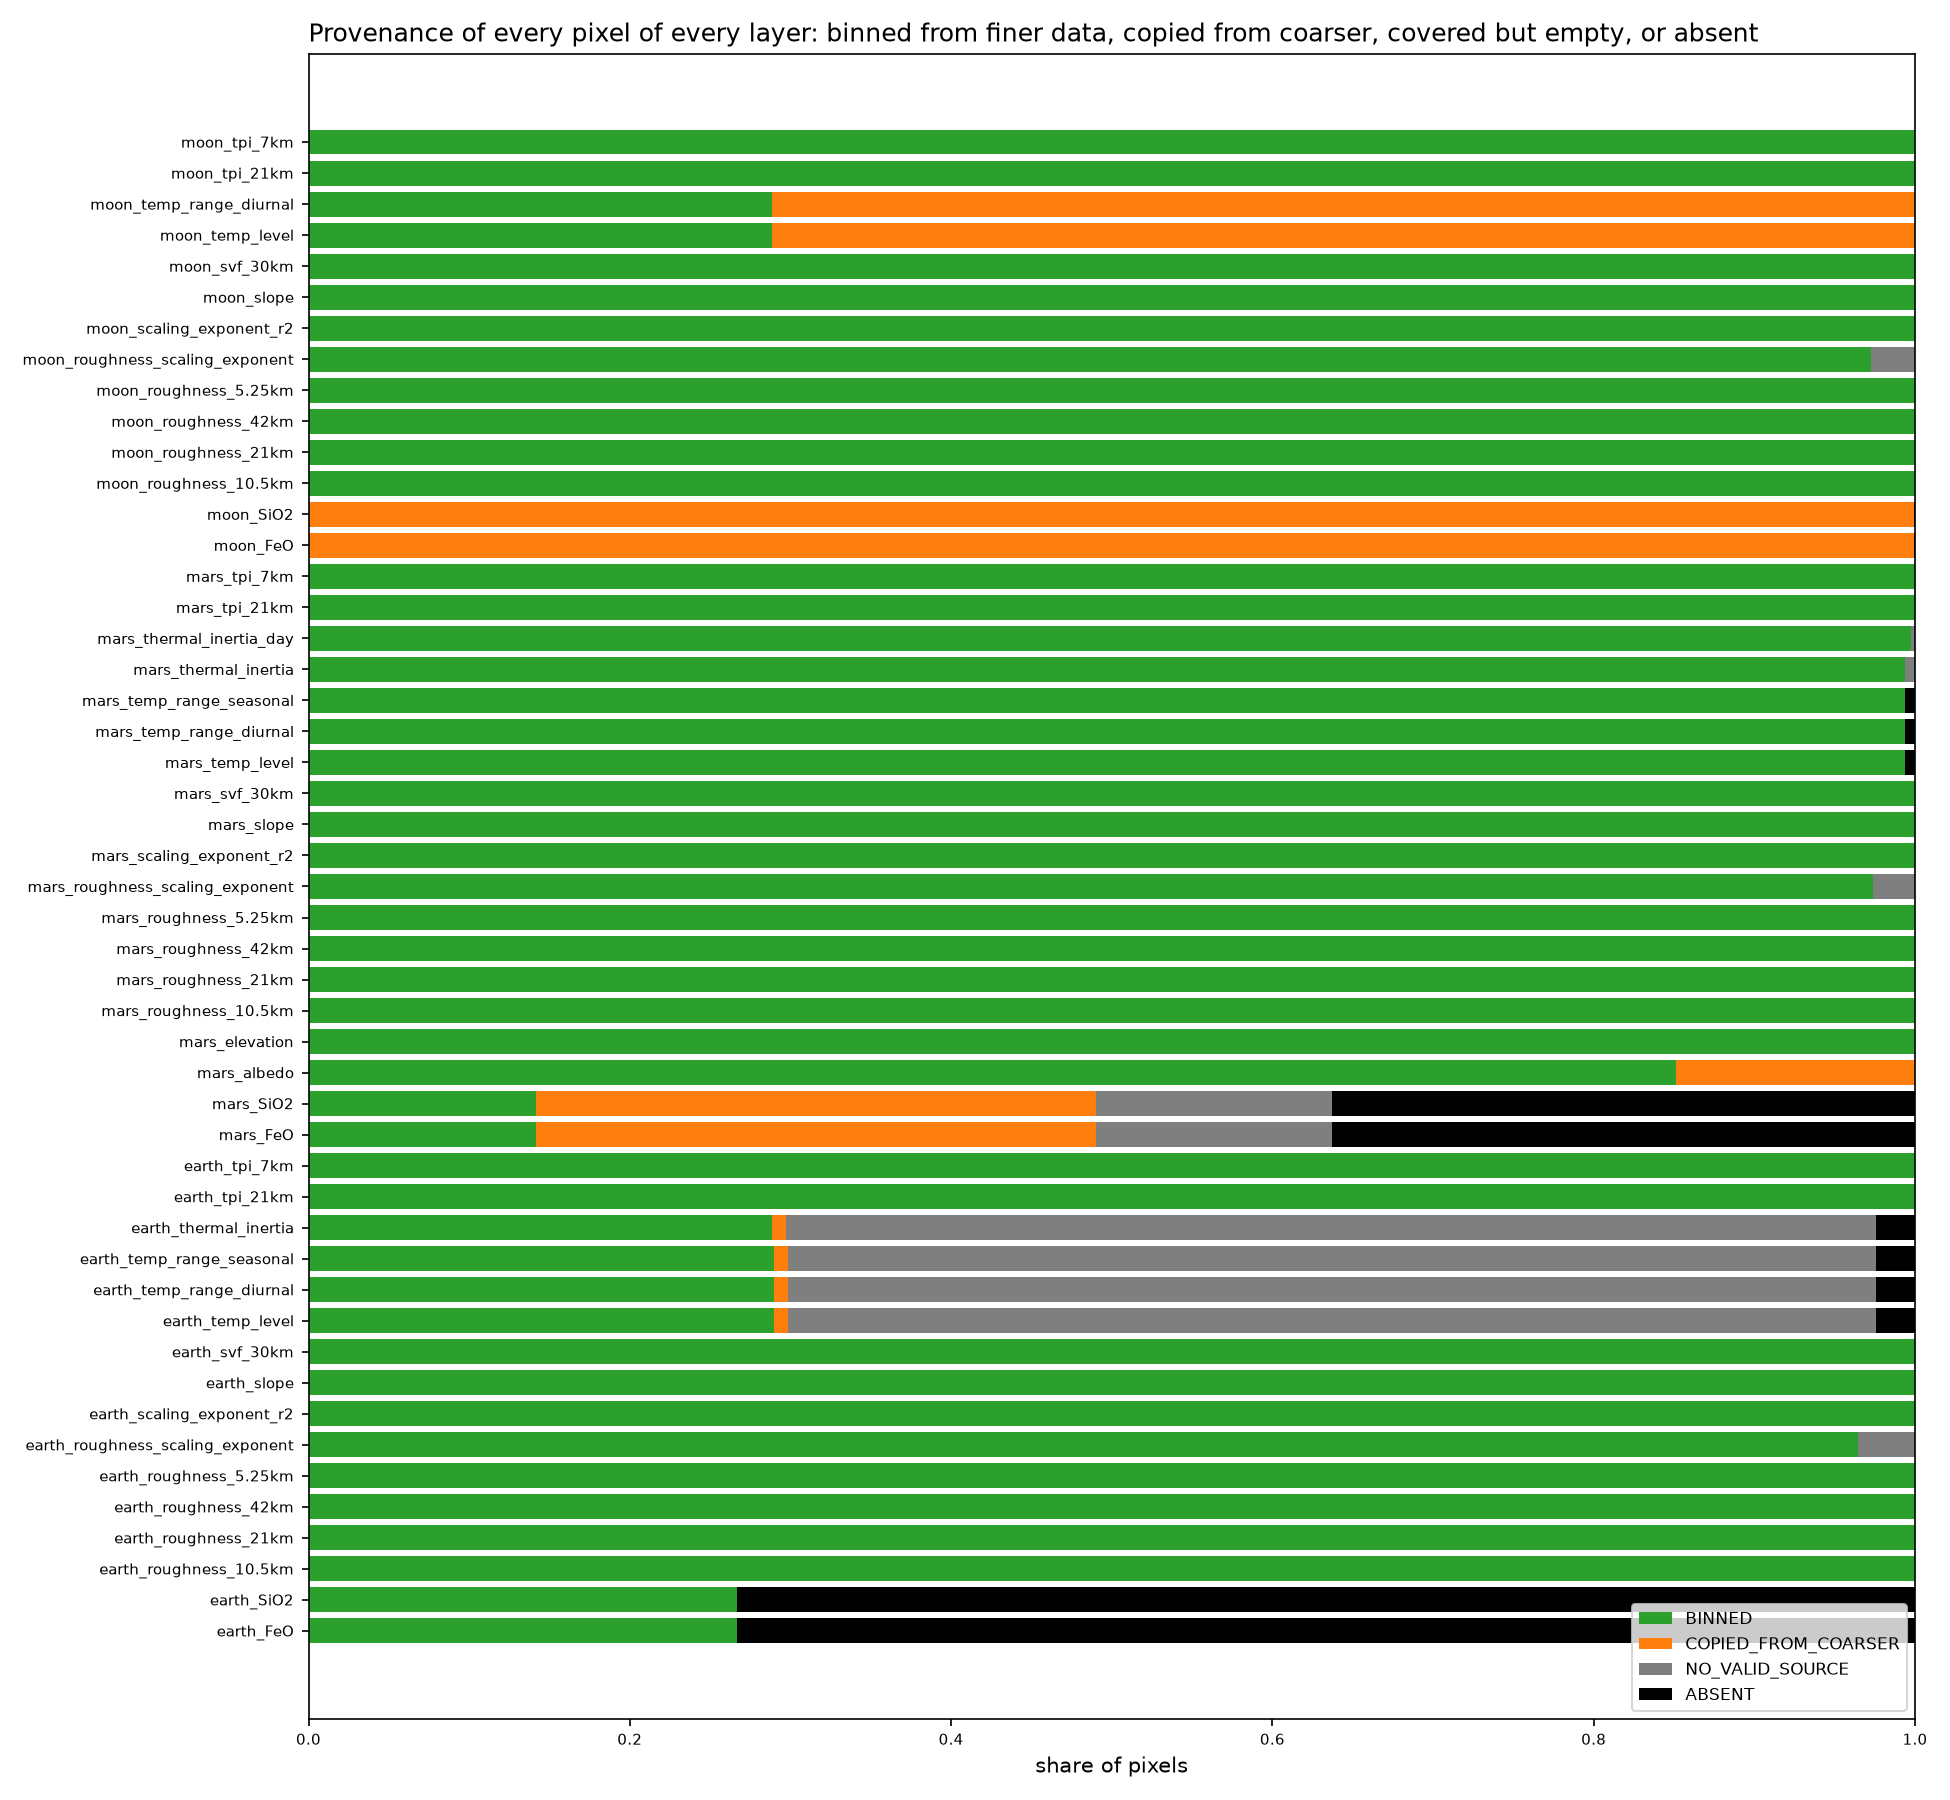 Provenance of every pixel of every layer: binned from finer data, copied from coarser, covered but empty, or absent
moon_tpi_7km
moon_tpi_21km
moon_temp_range_diurnal
moon_temp_level
moon_svf_30km
moon_slope
moon_scaling_exponent_r2
moon_roughness_scaling_exponent
moon_roughness_5.25km
moon_roughness_42km
moon_roughness_21km
moon_roughness_10.5km
moon_SiO2
moon_FeO
mars_tpi_7km
mars_tpi_21km
mars_thermal_inertia_day
mars_thermal_inertia
mars_temp_range_seasonal
mars_temp_range_diurnal
mars_temp_level
mars_svf_30km
mars_slope
mars_scaling_exponent_r2
mars_roughness_scaling_exponent
mars_roughness_5.25km
mars_roughness_42km
mars_roughness_21km
mars_roughness_10.5km
mars_elevation
mars_albedo
mars_SiO2
mars_FeO
earth_tpi_7km
earth_tpi_21km
earth_thermal_inertia
earth_temp_range_seasonal
earth_temp_range_diurnal
earth_temp_level
earth_svf_30km
earth_slope
earth_scaling_exponent_r2
earth_roughness_scaling_exponent
earth_roughness_5.25km
earth_roughness_42km
earth_roughness_21km
earth_roughness_10.5km
earth_SiO2
earth_FeO
BINNED
COPIED_FROM_COARSER
NO_VALID_SOURCE
ABSENT
0.0 0.2 0.4 0.6 0.8 1.0
share of pixels